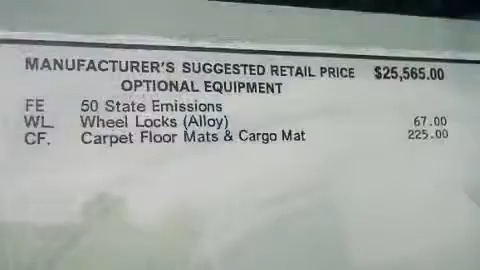 MANUFACTURER'S SUGGESTED RETAIL PRICE $25,565.00
OPTIONAL EQUIPMENT
FE 50 State Emissions
WL Wheel Locks (Alloy) 67.00
CF. Carpet Floor Mats & Cargo Mat 225.00